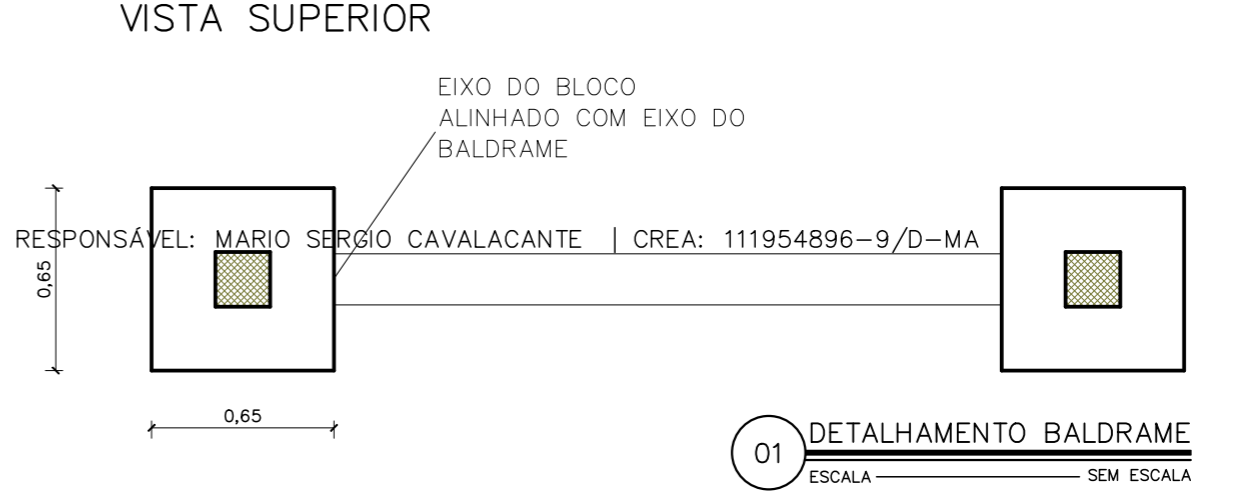 VISTA SUPERIOR
EIXO DO BLOCO
ALINHADO COM EIXO DO
BALDRAME
RESPONSÁVEL: MARIO SERGIO CAVALACANTE | CREA: 111954896-9/D-MA
0,65
0,65
01
DETALHAMENTO BALDRAME
ESCALA SEM ESCALA